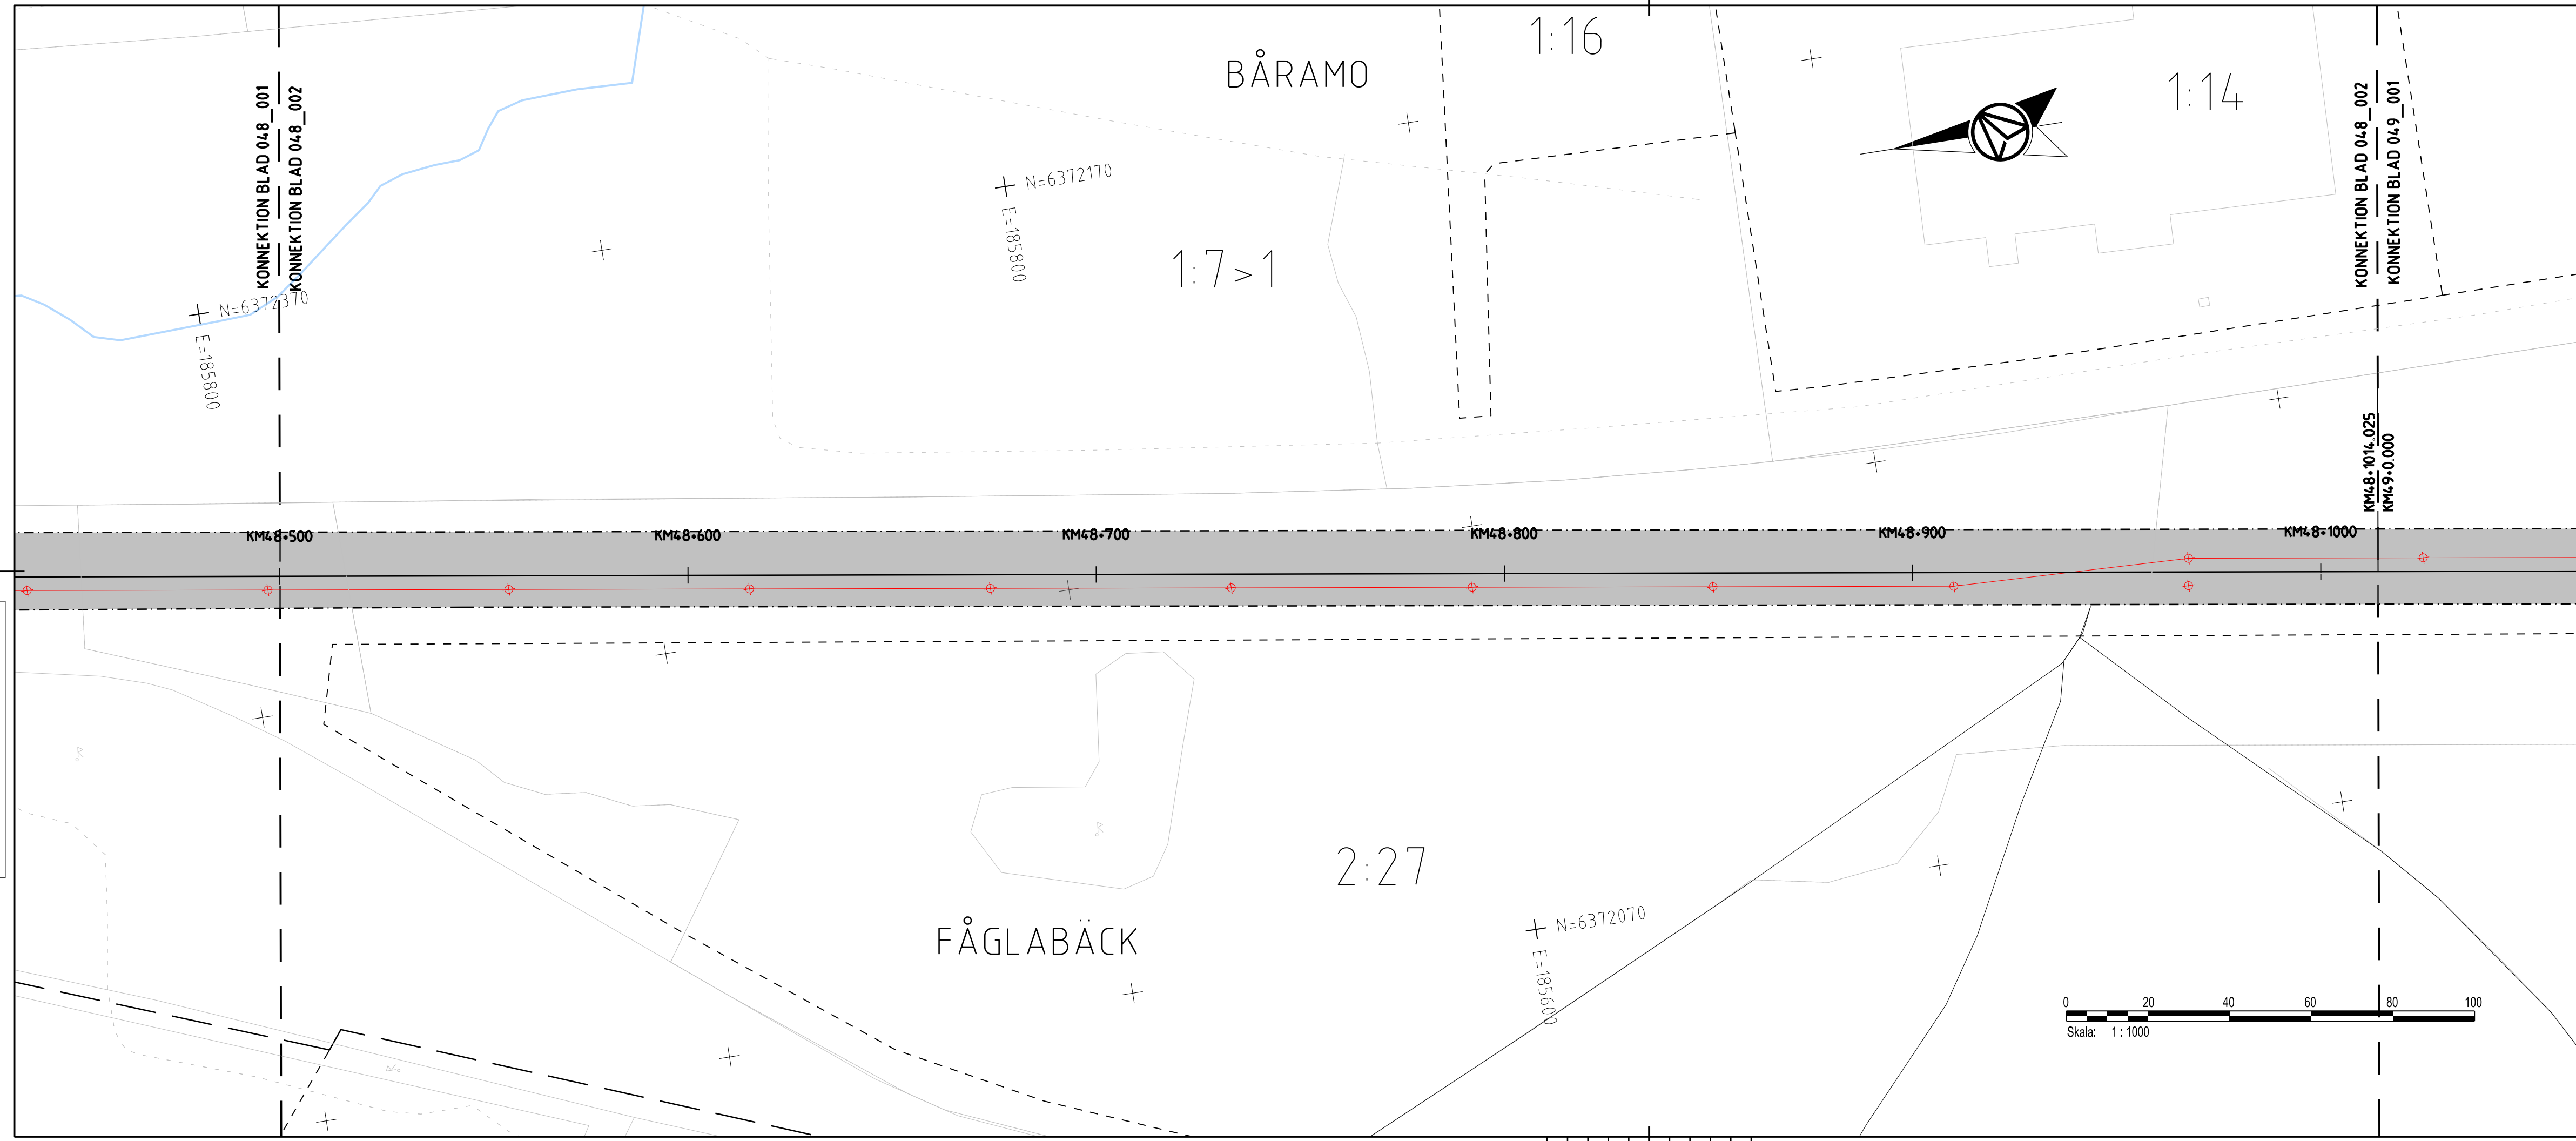 1:16
BÅRAMO
1:14
KONNEKTION BLAD 048_001
KONNEKTION BLAD 048_002
KONNEKTION BLAD 048_002
KONNEKTION BLAD 049_001
N=6372170
E=185800
1:7>1
N=6372370
E=185800
KM48+1014.025
KM49+0.000
KM48+500
KM48+600
KM48+700
KM48+800
KM48+900
KM48+1000
2:27
FÅGLABÄCK
N=6372070
E=185600
0 20 40 60 80 100
Skala: 1 : 1000